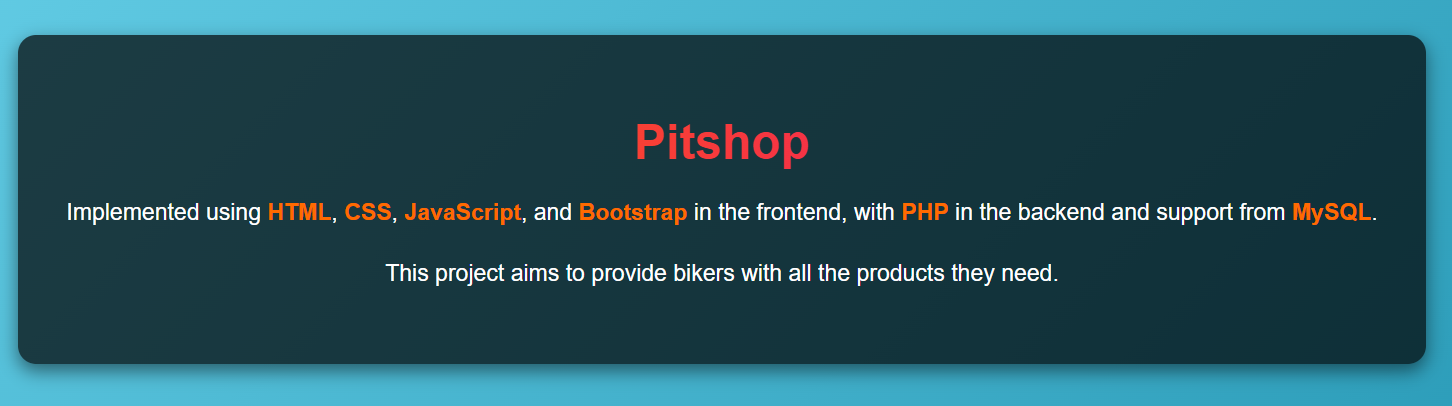 Pitshop
Implemented using HTML, CSS, JavaScript, and Bootstrap in the frontend, with PHP in the backend and support from MySQL.
This project aims to provide bikers with all the products they need.